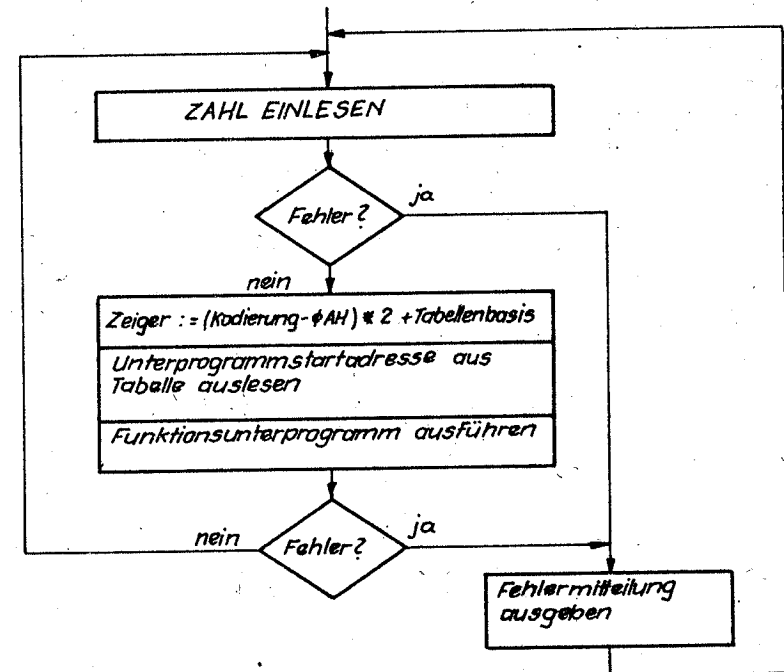 ZAHL EINLESEN
Fehler?
ja
nein
Zeiger := (Kodierung-φAH) * 2 +Tabellenbasis
Unterprogrammstartadresse aus
Tabelle auslesen
Funktionsunterprogramm ausführen
nein
Fehler?
ja
Fehlermitteilung
ausgeben